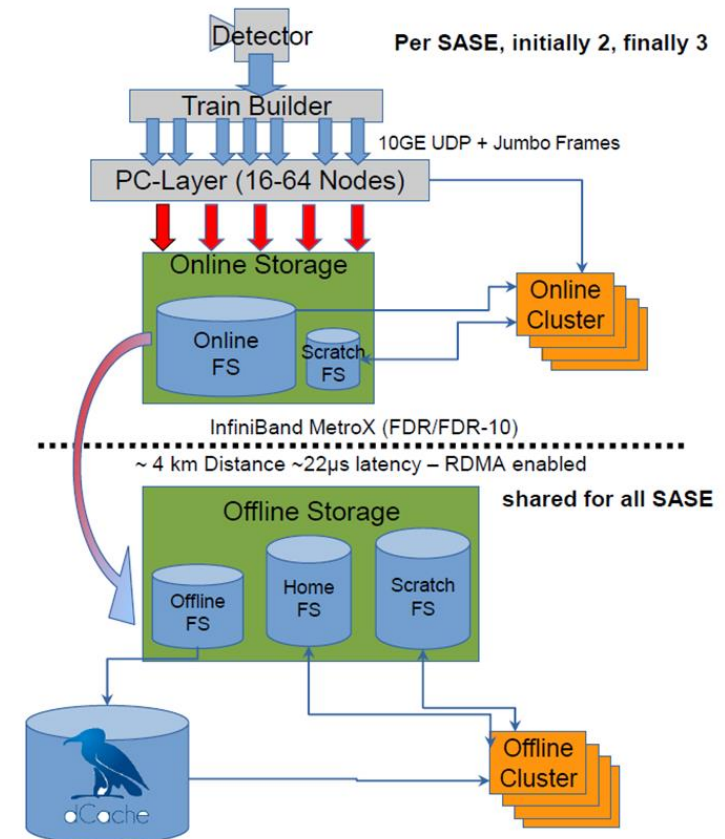 Detector
Per SASE, initially 2, finally 3
Train Builder
10GE UDP + Jumbo Frames
PC-Layer (16-64 Nodes)
Online Storage
Online
FS
Scratch
FS
Online
Cluster
InfiniBand MetroX (FDR/FDR-10)
~ 4 km Distance ~22µs latency – RDMA enabled
shared for all SASE
Offline Storage
Offline
FS
Home
FS
Scratch
FS
dCache
Offline
Cluster